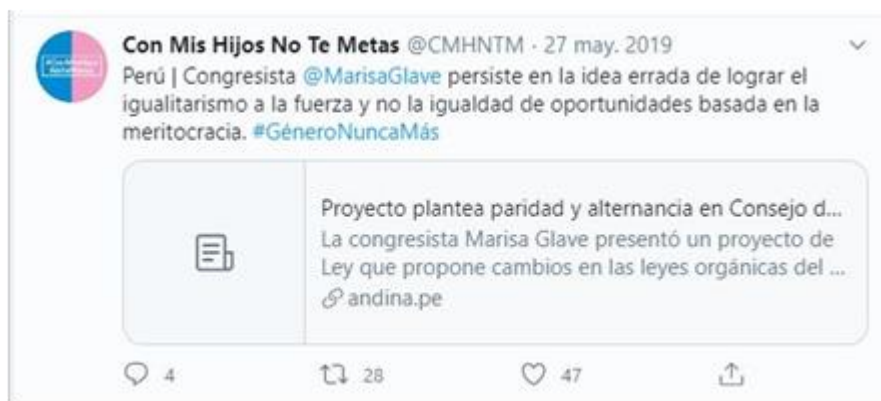 Con Mis Hijos No Te Metas @CMHNTM · 27 may. 2019
Perú | Congresista @MarisaGlave persiste en la idea errada de lograr el
igualitarismo a la fuerza y no la igualdad de oportunidades basada en la
meritocracia. #GéneroNuncaMás
Proyecto plantea paridad y alternancia en Consejo d...
La congresista Marisa Glave presentó un proyecto de
Ley que propone cambios en las leyes orgánicas del ...
andina.pe
4 28 47